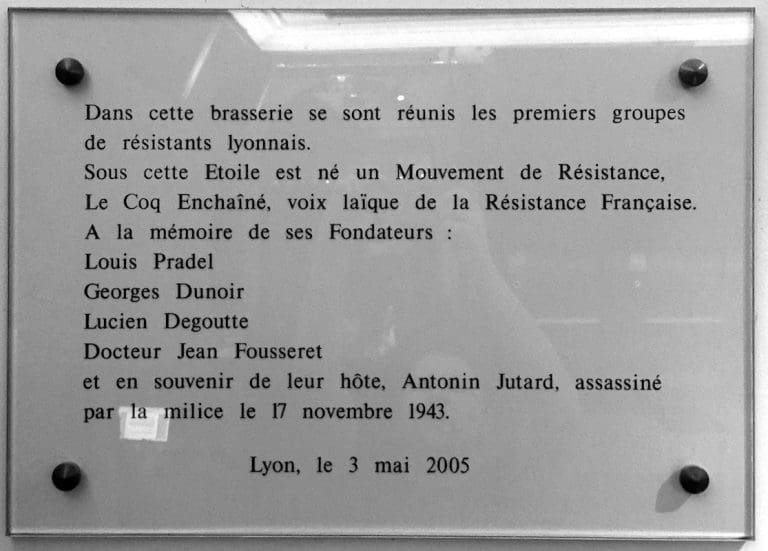 Dans cette brasserie se sont réunis les premiers groupes
de résistants lyonnais.
Sous cette Etoile est né un Mouvement de Résistance,
Le Coq Enchaîné, voix laïque de la Résistance Française.
A la mémoire de ses Fondateurs :
Louis Pradel
Georges Dunoir
Lucien Degoutte
Docteur Jean Fousseret
et en souvenir de leur hôte, Antonin Jutard, assassiné
par la milice le 17 novembre 1943.
Lyon, le 3 mai 2005